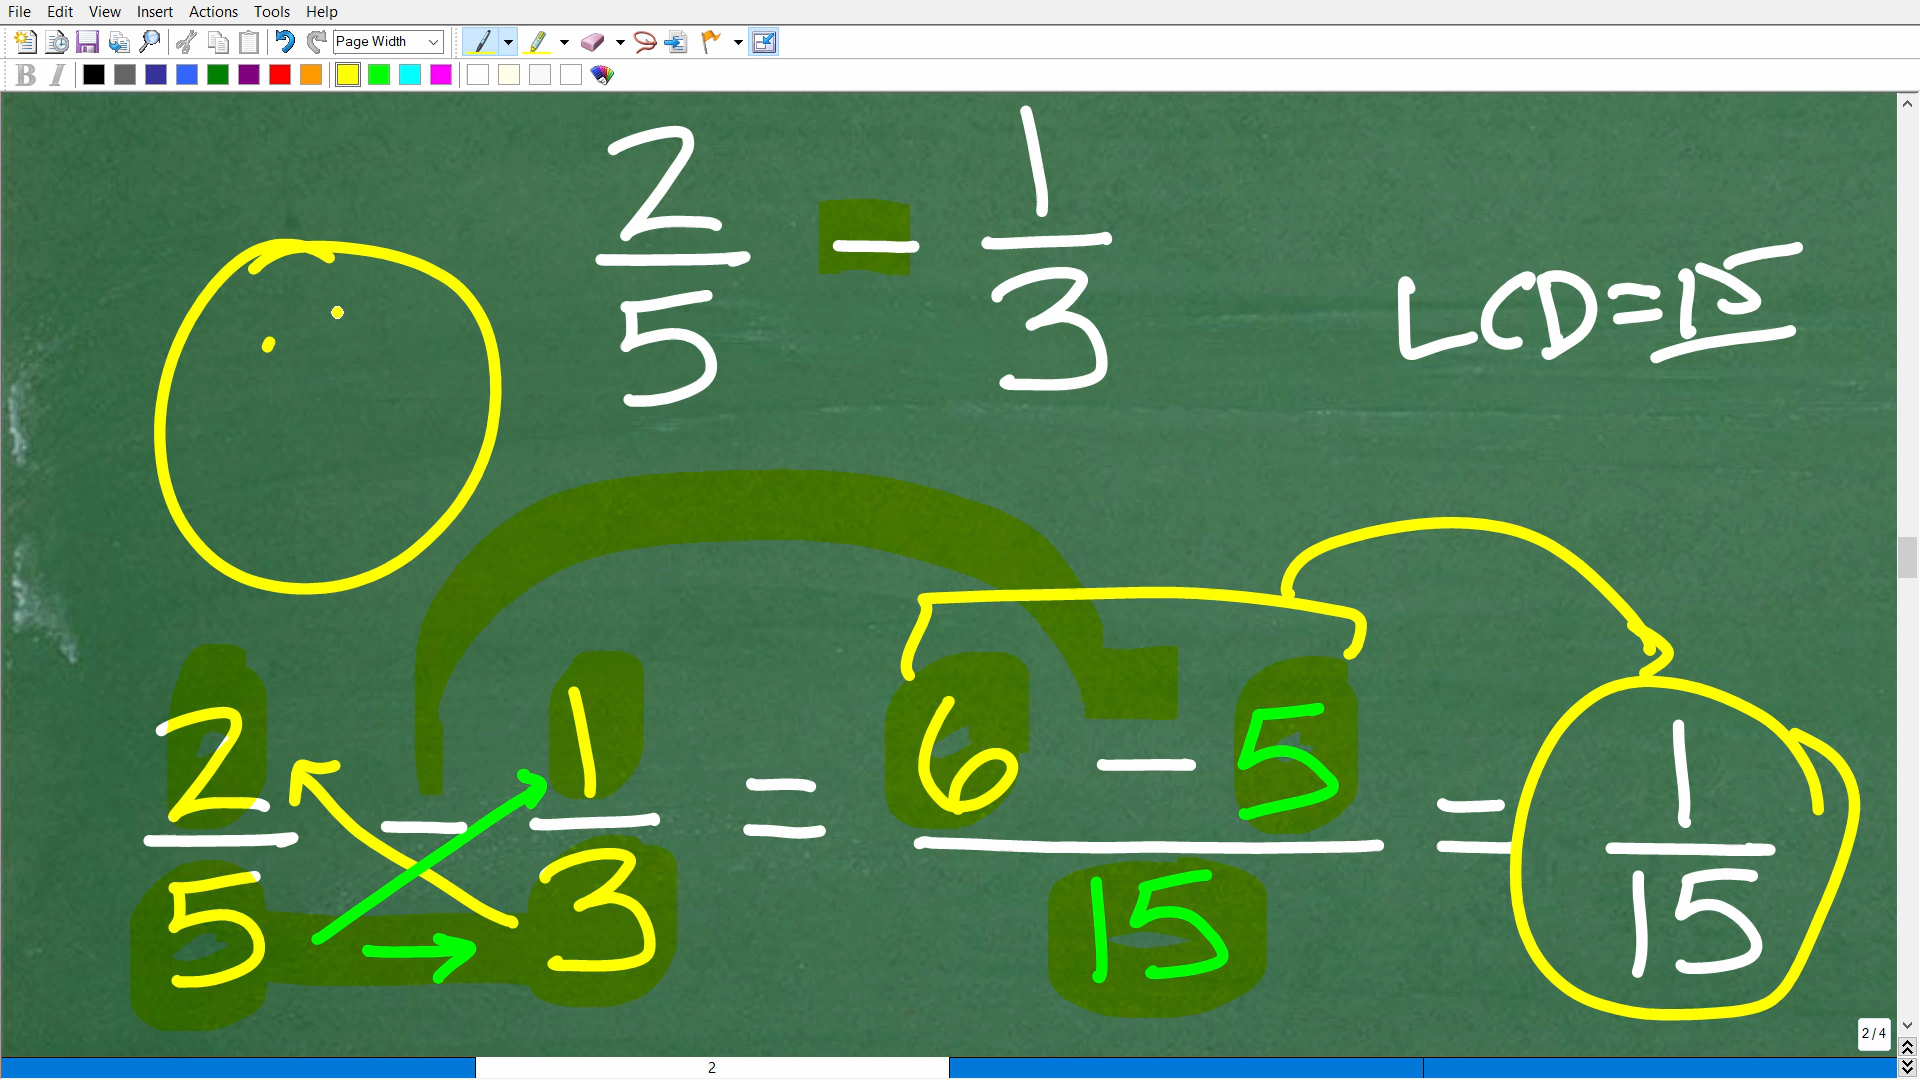 File Edit View Insert Actions Tools Help
Page Width
B I
2/5 - 1/3
LCD=15
2/5 - 1/3 = 6 - 5/15 = 1/15
2 / 4
2